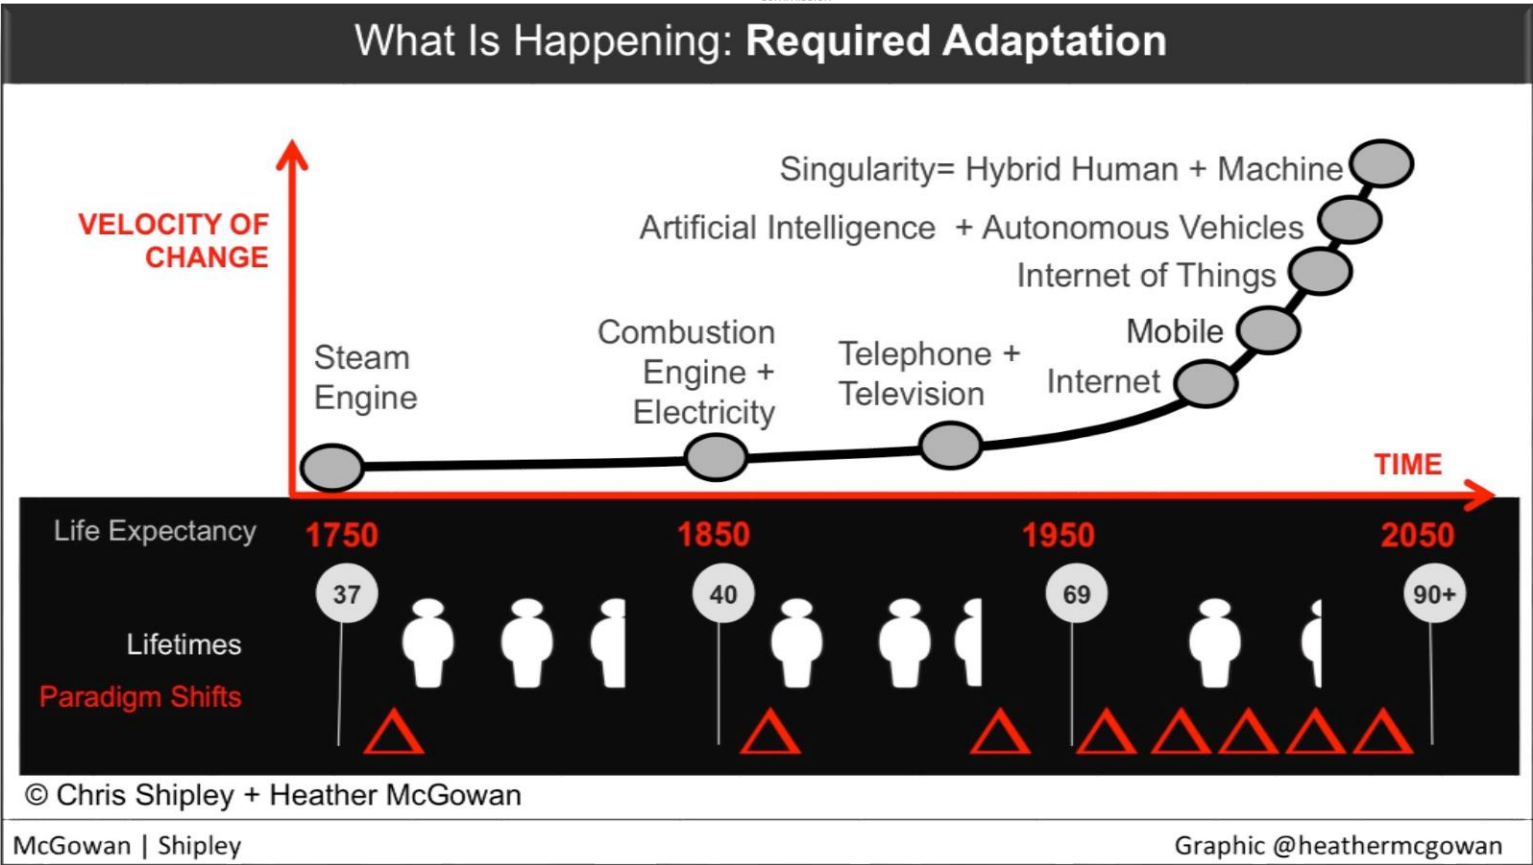 What Is Happening: Required Adaptation
Singularity= Hybrid Human + Machine
VELOCITY OF
CHANGE
Artificial Intelligence + Autonomous Vehicles
Internet of Things
Mobile
Combustion
Engine +
Electricity
Telephone +
Television
Steam
Engine
Internet
TIME
Life Expectancy
1750
1850
1950
2050
37
40
69
90+
Lifetimes
Paradigm Shifts
© Chris Shipley + Heather McGowan
McGowan | Shipley
Graphic @heathermcgowan